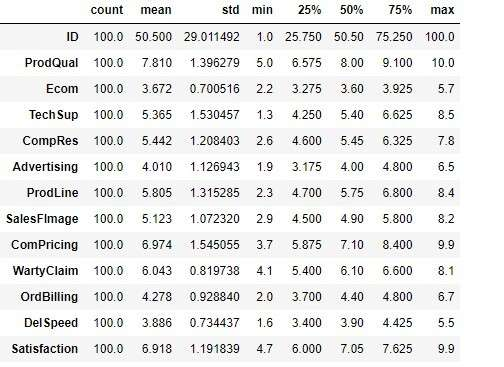 count mean std min 25% 50% 75% max
ID 100.0 50.500 29.011492 1.0 25.750 50.50 75.250 100.0
ProdQual 100.0 7.810 1.396279 5.0 6.575 8.00 9.100 10.0
Ecom 100.0 3.672 0.700516 2.2 3.275 3.60 3.925 5.7
TechSup 100.0 5.365 1.530457 1.3 4.250 5.40 6.625 8.5
CompRes 100.0 5.442 1.208403 2.6 4.600 5.45 6.325 7.8
Advertising 100.0 4.010 1.126943 1.9 3.175 4.00 4.800 6.5
ProdLine 100.0 5.805 1.315285 2.3 4.700 5.75 6.800 8.4
SalesFImage 100.0 5.123 1.072320 2.9 4.500 4.90 5.800 8.2
ComPricing 100.0 6.974 1.545055 3.7 5.875 7.10 8.400 9.9
WartyClaim 100.0 6.043 0.819738 4.1 5.400 6.10 6.600 8.1
OrdBilling 100.0 4.278 0.928840 2.0 3.700 4.40 4.800 6.7
DelSpeed 100.0 3.886 0.734437 1.6 3.400 3.90 4.425 5.5
Satisfaction 100.0 6.918 1.191839 4.7 6.000 7.05 7.625 9.9